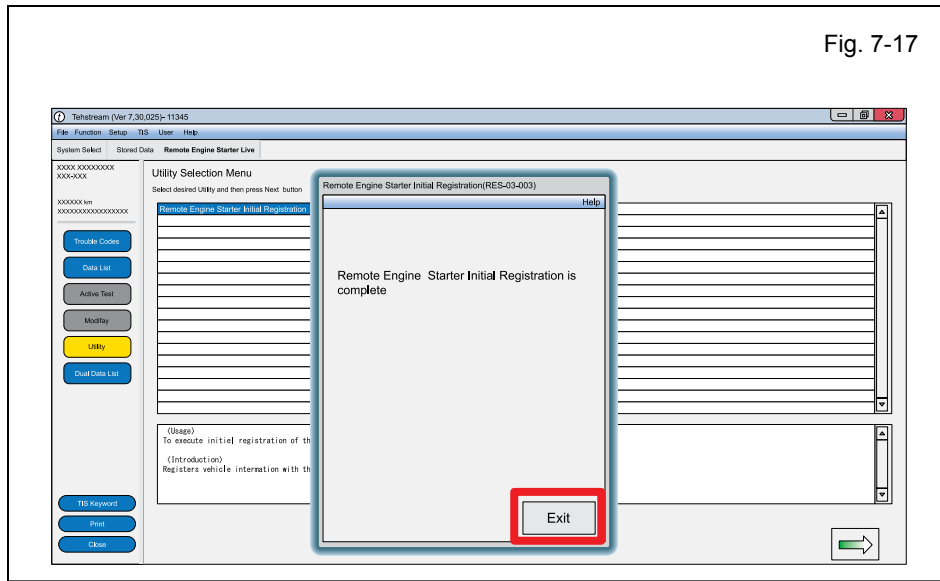 Fig. 7-17
Tehstream (Ver 7,30,025)- 11345
File Function Setup TIS User Help
System Select Stored Data Remote Engine Starter Live
XXXX XXXXXXXX
XXX-XXX
XXXXXX km
XXXXXXXXXXXXXXXXX
Trouble Codes
Data List
Active Test
Modifay
Utility
Dual Data List
TIS Keyword
Print
Close
Utility Selection Menu
Select desired Utility and then press Next button
Remote Engine Starter Initial Registration
(Usage)
To execute initiel registration of th
(Introduction)
Registers vehicle intermation with th
Remote Engine Starter Initial Registration(RES-03-003)
Help
Remote Engine Starter Initial Registration is
complete
Exit